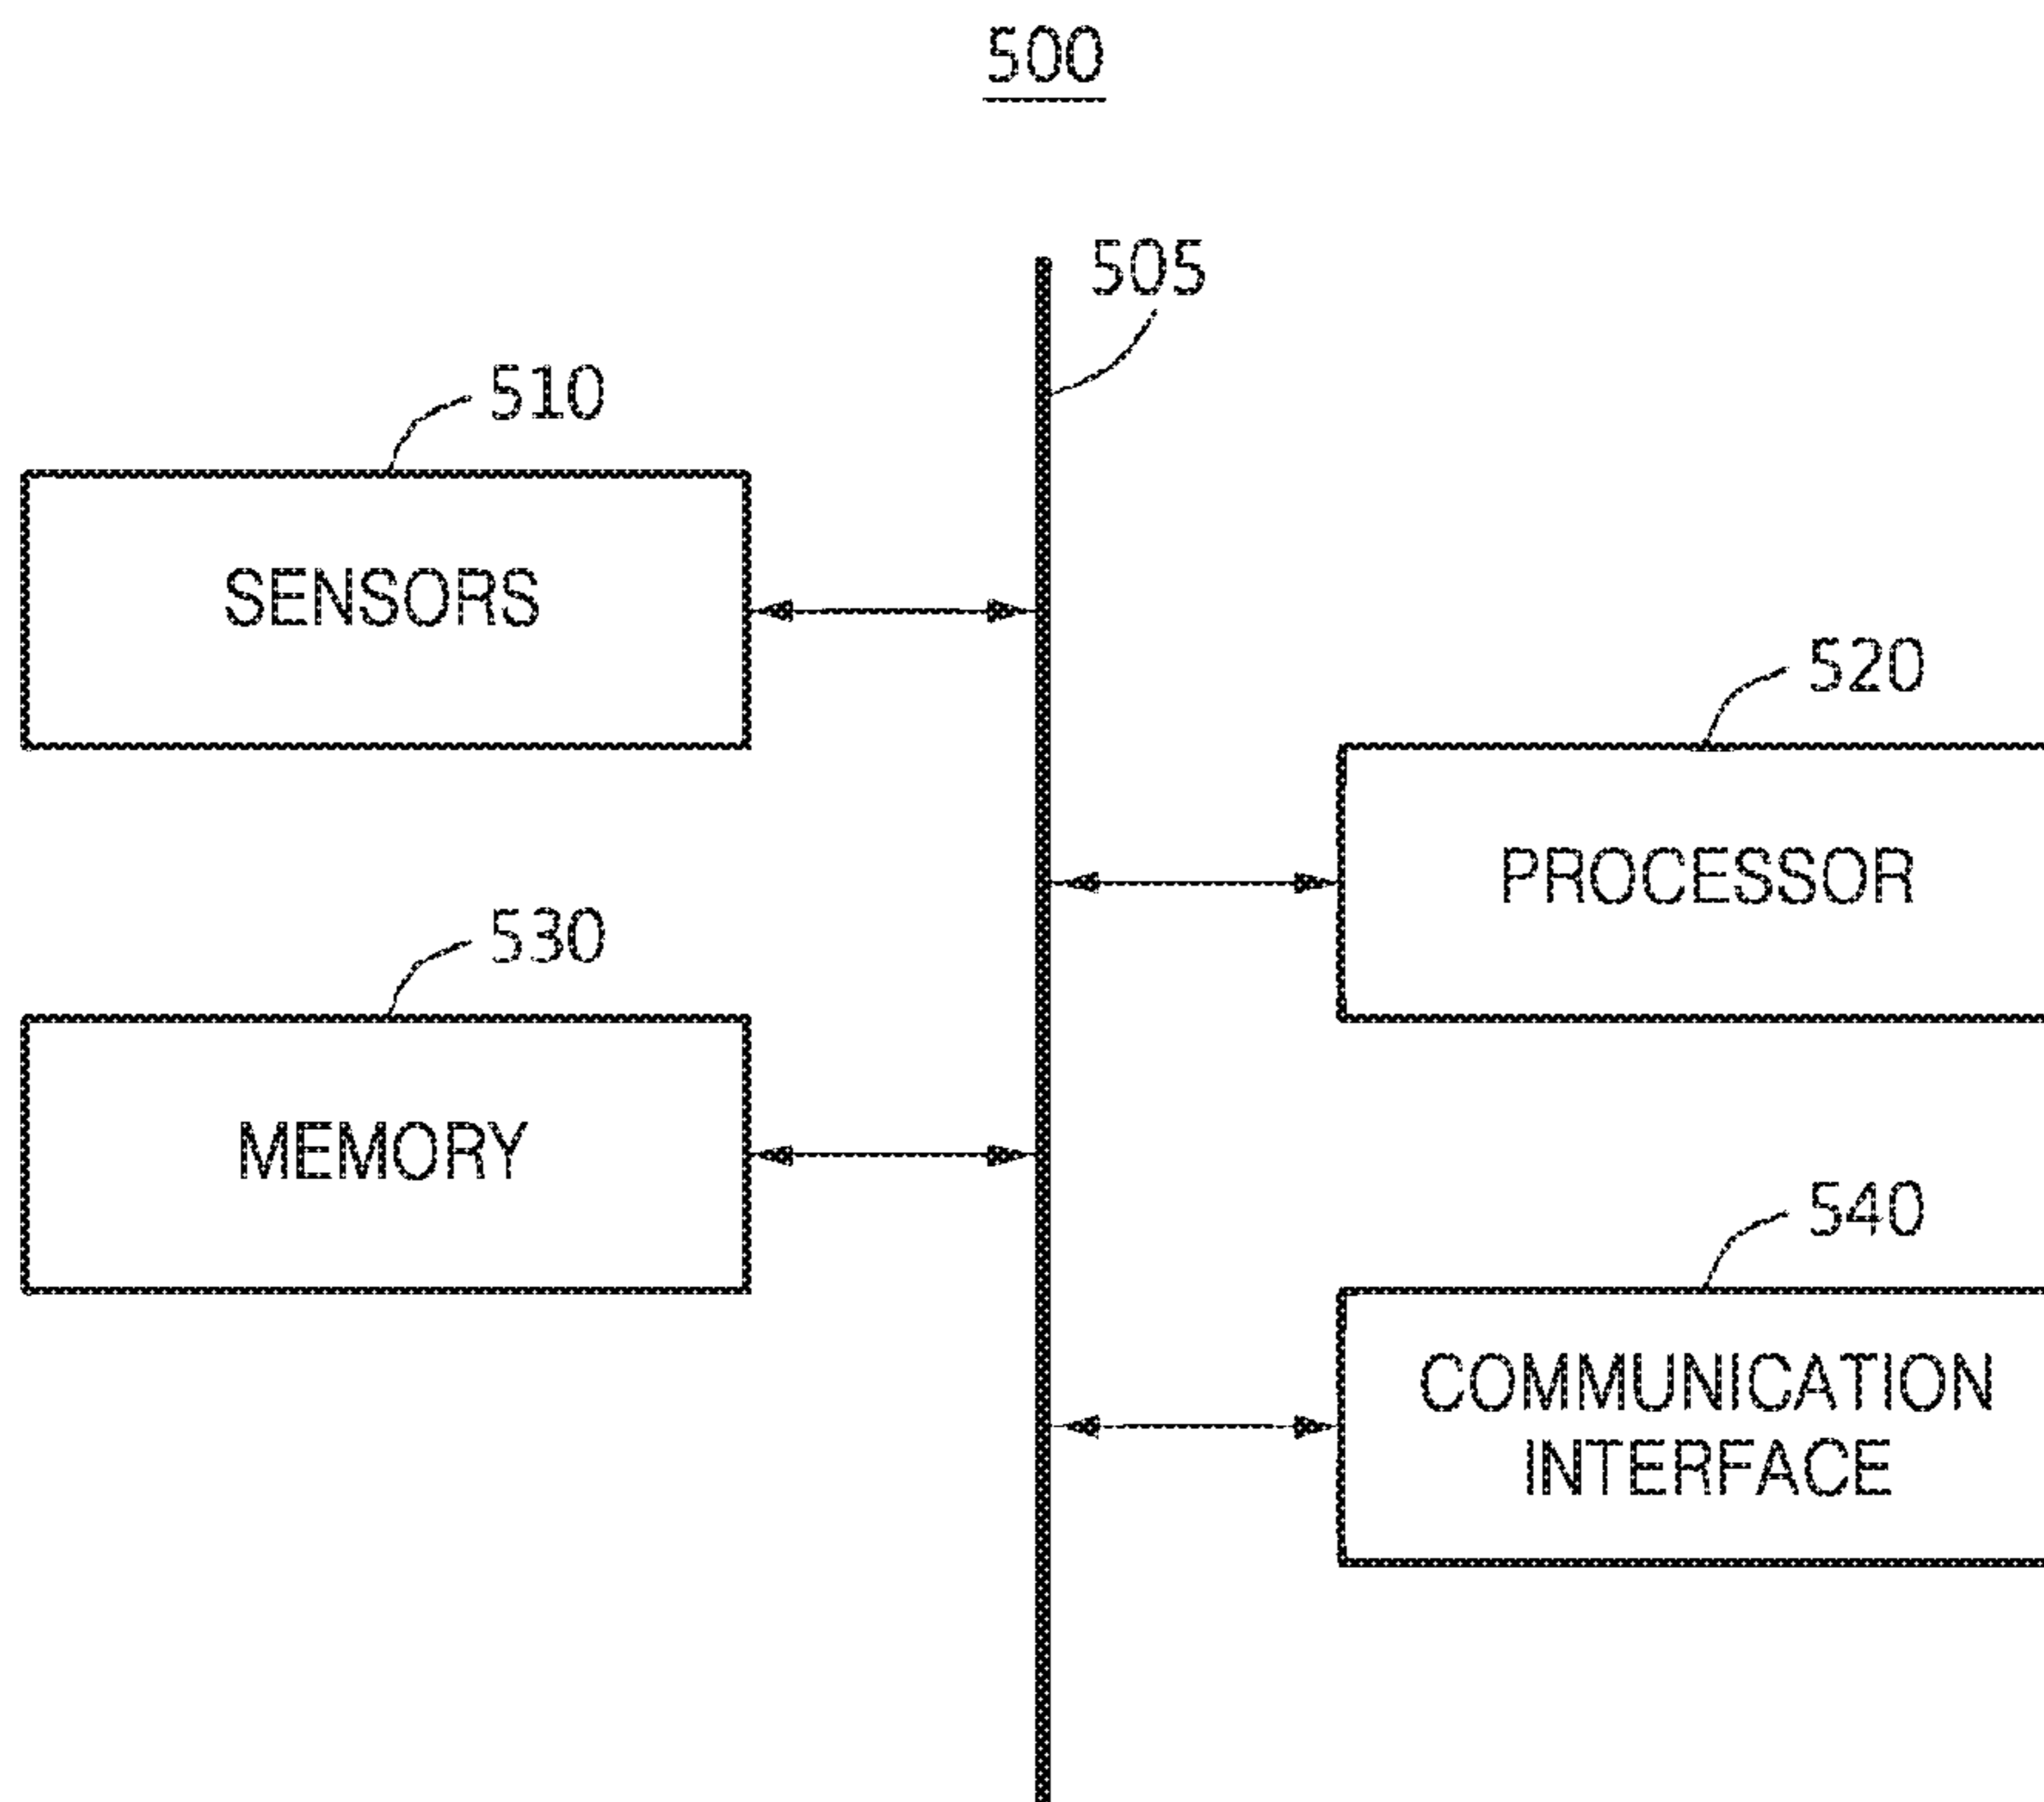 500
505
510
SENSORS
520
PROCESSOR
530
MEMORY
540
COMMUNICATION
INTERFACE